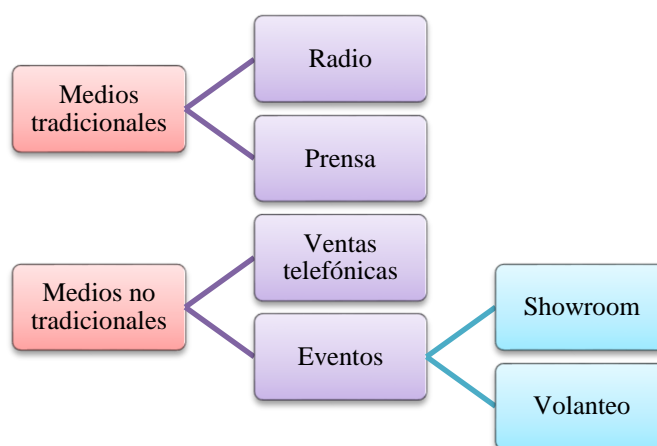 Medios
tradicionales
Radio
Prensa
Medios no
tradicionales
Ventas
telefónicas
Eventos
Showroom
Volanteo